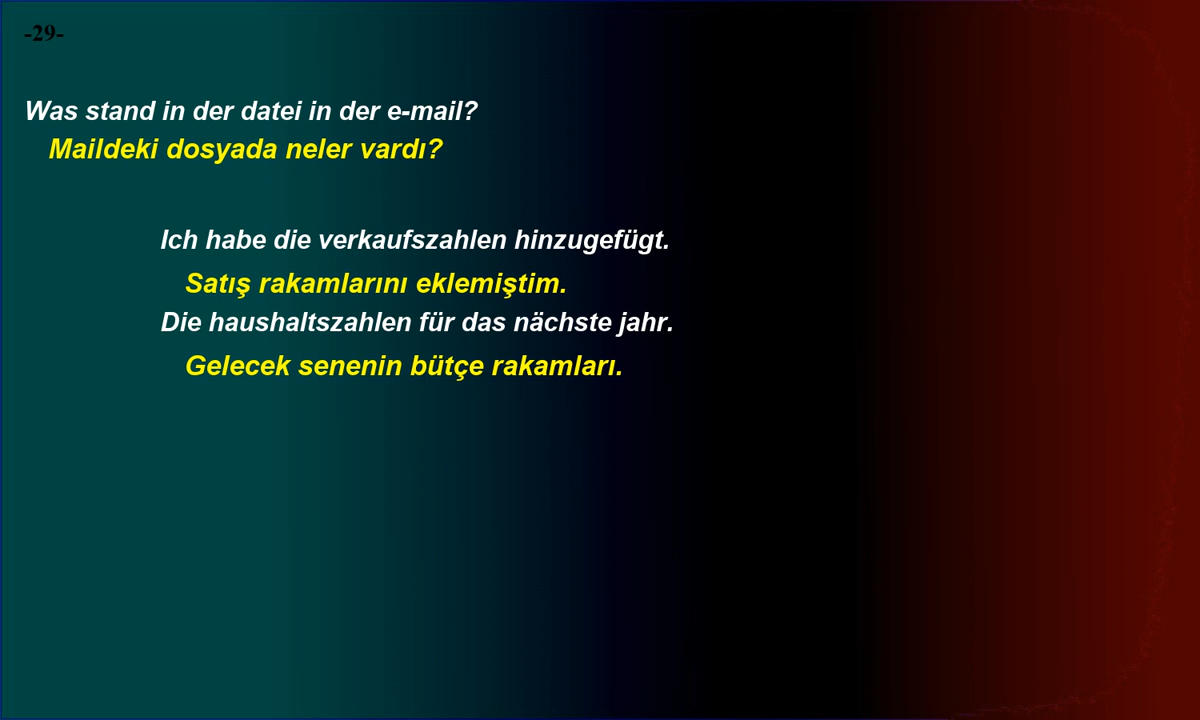 -29-
Was stand in der datei in der e-mail?
Maildeki dosyada neler vardı?
Ich habe die verkaufszahlen hinzugefügt.
Satış rakamlarını eklemiştim.
Die haushaltszahlen für das nächste jahr.
Gelecek senenin bütçe rakamları.